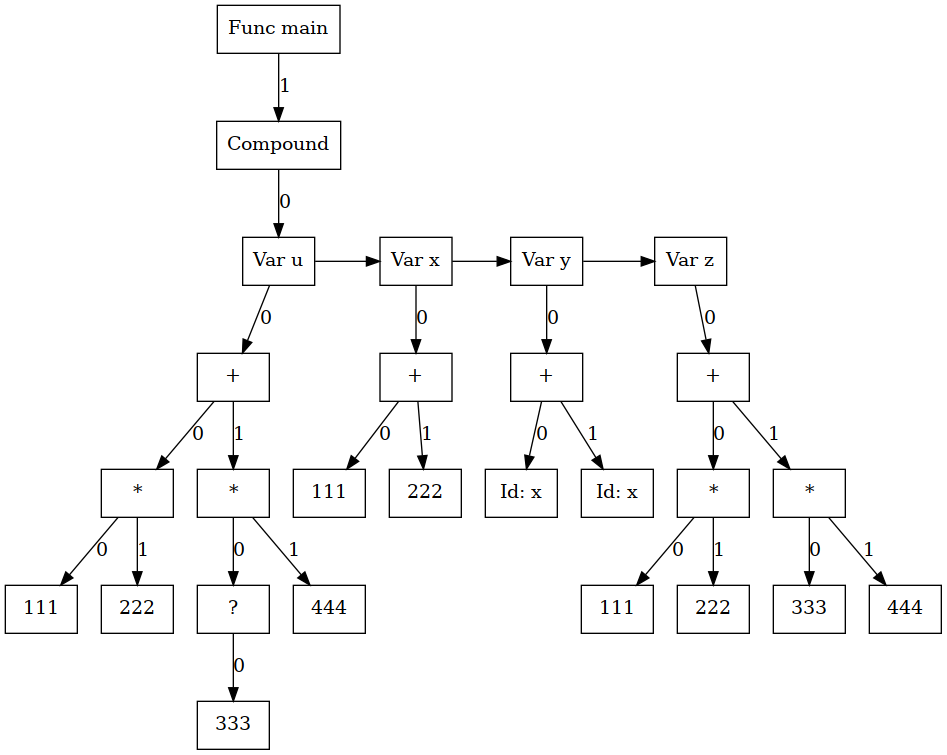 Func main
1
Compound
0
Var u Var x Var y Var z
0 0 0 0
+ + + +
0 1 0 1 0 1 0 1
* * 111 222 Id: x Id: x * *
0 1 0 1 0 1 0 1
111 222 ? 444 111 222 333 444
0
333